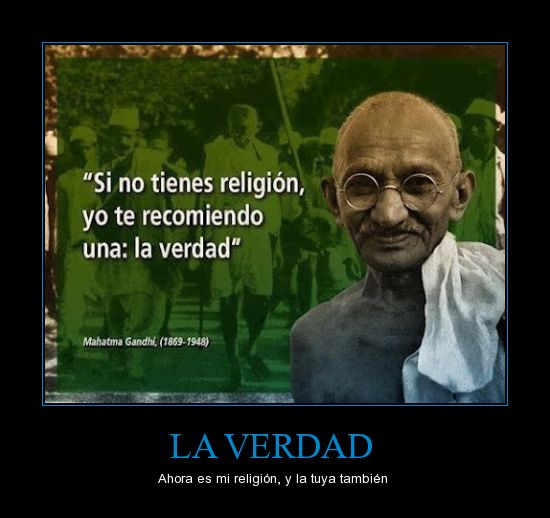 “Si no tienes religión,
yo te recomiendo
una: la verdad”
Mahatma Gandhi, (1869-1948)
LA VERDAD
Ahora es mi religión, y la tuya también